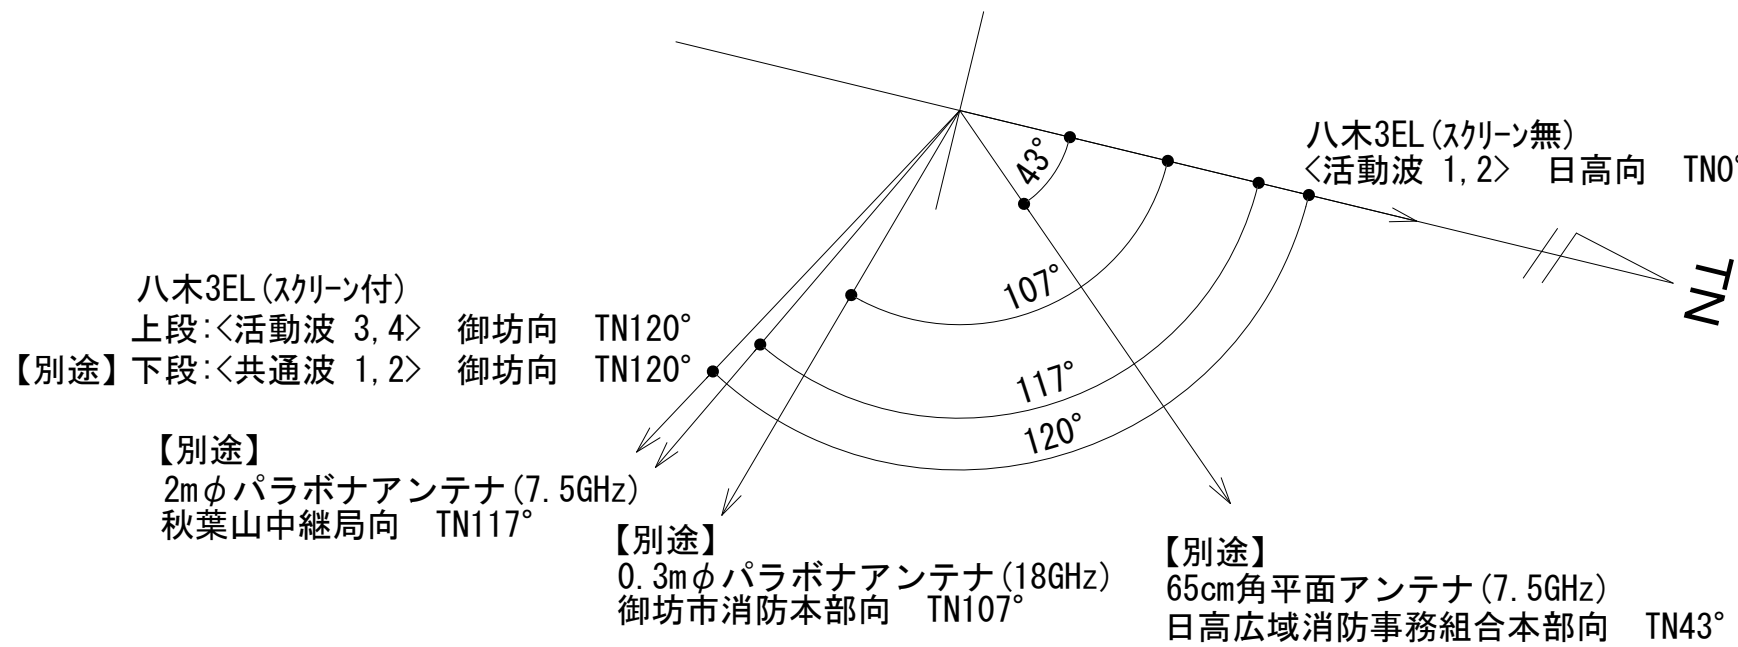 八木3EL(ｽｸﾘｰﾝ無)
<活動波 1,2> 日高向 TN0°
43°
107°
117°
120°
TN
八木3EL(ｽｸﾘｰﾝ付)
上段:<活動波 3,4> 御坊向 TN120°
【別途】下段:<共通波 1,2> 御坊向 TN120°
【別途】
2mφパラボナアンテナ(7.5GHz)
秋葉山中継局向 TN117°
【別途】
0.3mφパラボナアンテナ(18GHz)
御坊市消防本部向 TN107°
【別途】
65cm角平面アンテナ(7.5GHz)
日高広域消防事務組合本部向 TN43°